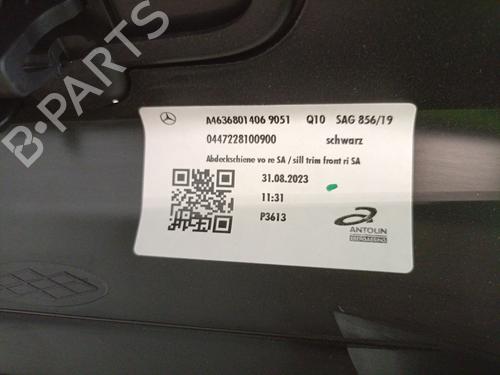 B-PARTS
M636801406 9051 Q10 SAG 856/19
0447228100900 schwarz
Abdeckschiene vo re SA / sill trim front ri SA
31.08.2023
11:31
P3613
ANTOLIN